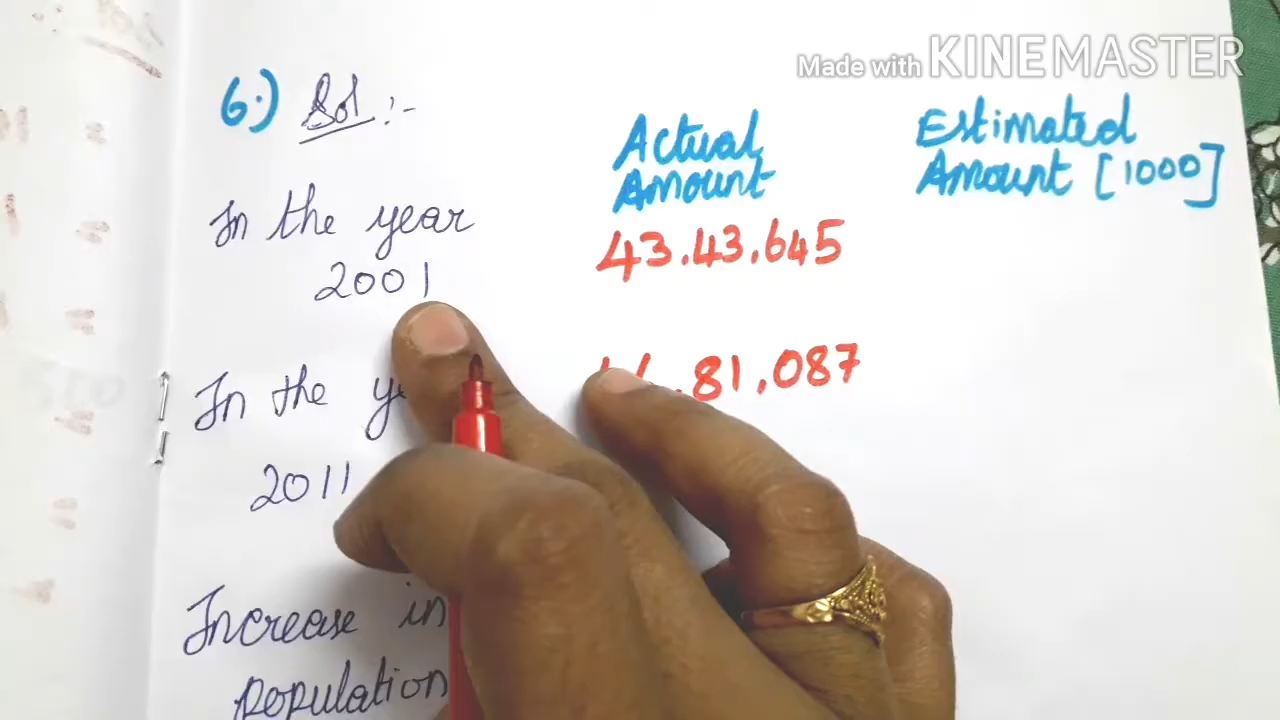 Made with KINEMASTER
6.) Sol :-
Actual
Amount
Estimated
Amount [1000]
In the year
2001
43.43.645
In the
.81,087
2011
Increase in
population